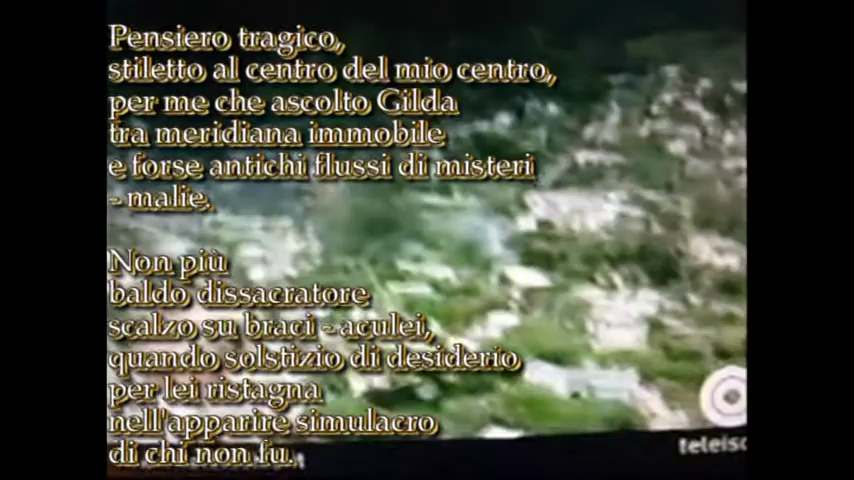 Pensiero tragico,
stiletto al centro del mio centro,
per me che ascolto Gilda
tra meridiana immobile
e forse antichi flussi di misteri
- malie.
Non più
baldo dissacratore
scalzo su braci - aculei,
quando solstizio di desiderio
per lei ristagna
nell'apparire simulacro
di chi non fu.